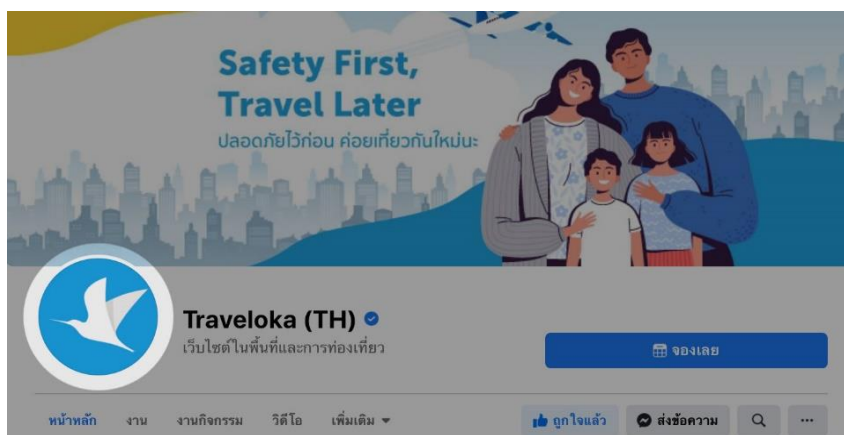 Safety First,
Travel Later
ปลอดภัยไว้ก่อน ค่อยเที่ยวกันใหม่นะ
Traveloka (TH)
เว็บไซต์ในพื้นที่และการท่องเที่ยว
จองเลย
หน้าหลัก งาน งานกิจกรรม วิดีโอ เพิ่มเติม ถูกใจแล้ว ส่งข้อความ